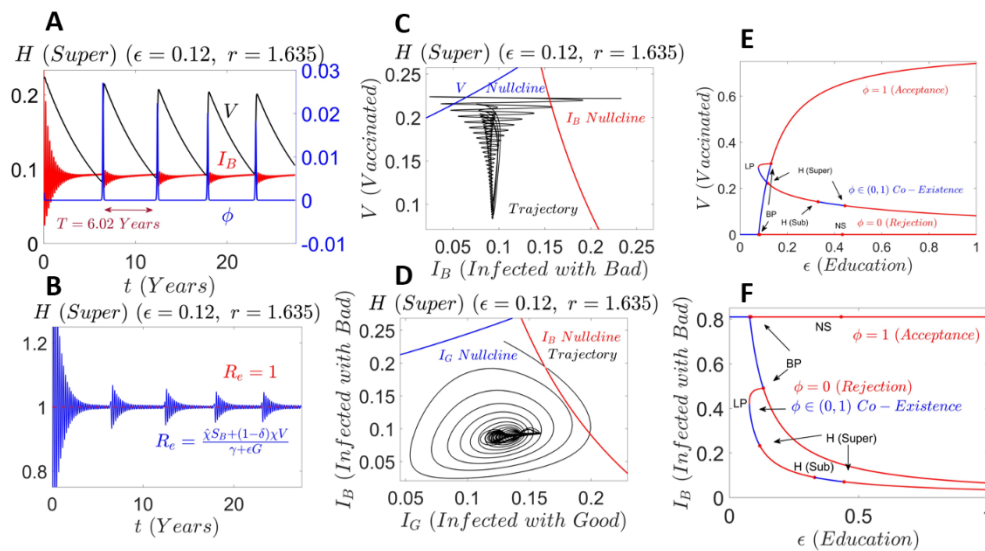 A
H (Super) (ϵ = 0.12, r = 1.635)
0.2
0.1
0
0.03
0.02
0.01
0
-0.01
V
I_B
ϕ
T = 6.02 Years
0 10 20
t (Years)
B
H (Super) (ϵ = 0.12, r = 1.635)
1.2
1
0.8
R_e = 1
R_e = \frac{\hat{χ}S_B+(1−δ)χV}{γ+ϵG}
0 10 20
t (Years)
C
H (Super) (ϵ = 0.12, r = 1.635)
V (Vaccinated)
0.25
0.2
0.15
0.1
V
Nullcline
I_B Nullcline
Trajectory
0.05 0.1 0.15 0.2 0.25
I_B (Infected with Bad)
D
H (Super) (ϵ = 0.12, r = 1.635)
I_B (Infected with Bad)
0.25
0.2
0.15
0.1
0.05
I_G Nullcline
I_B Nullcline
Trajectory
0.05 0.1 0.15 0.2
I_G (Infected with Good)
E
V (Vaccinated)
0.6
0.4
0.2
0
ϕ = 1 (Acceptance)
LP
H (Super)
ϕ ∈ (0, 1) Co − Existence
BP
H (Sub)
NS
ϕ = 0 (Rejection)
0 0.2 0.4 0.6 0.8 1
ϵ (Education)
F
I_B (Infected with Bad)
0.8
0.6
0.4
0.2
0
NS
ϕ = 1 (Acceptance)
BP
ϕ = 0 (Rejection)
LP
ϕ ∈ (0, 1) Co − Existence
H (Super)
H (Sub)
0 0.5 1
ϵ (Education)